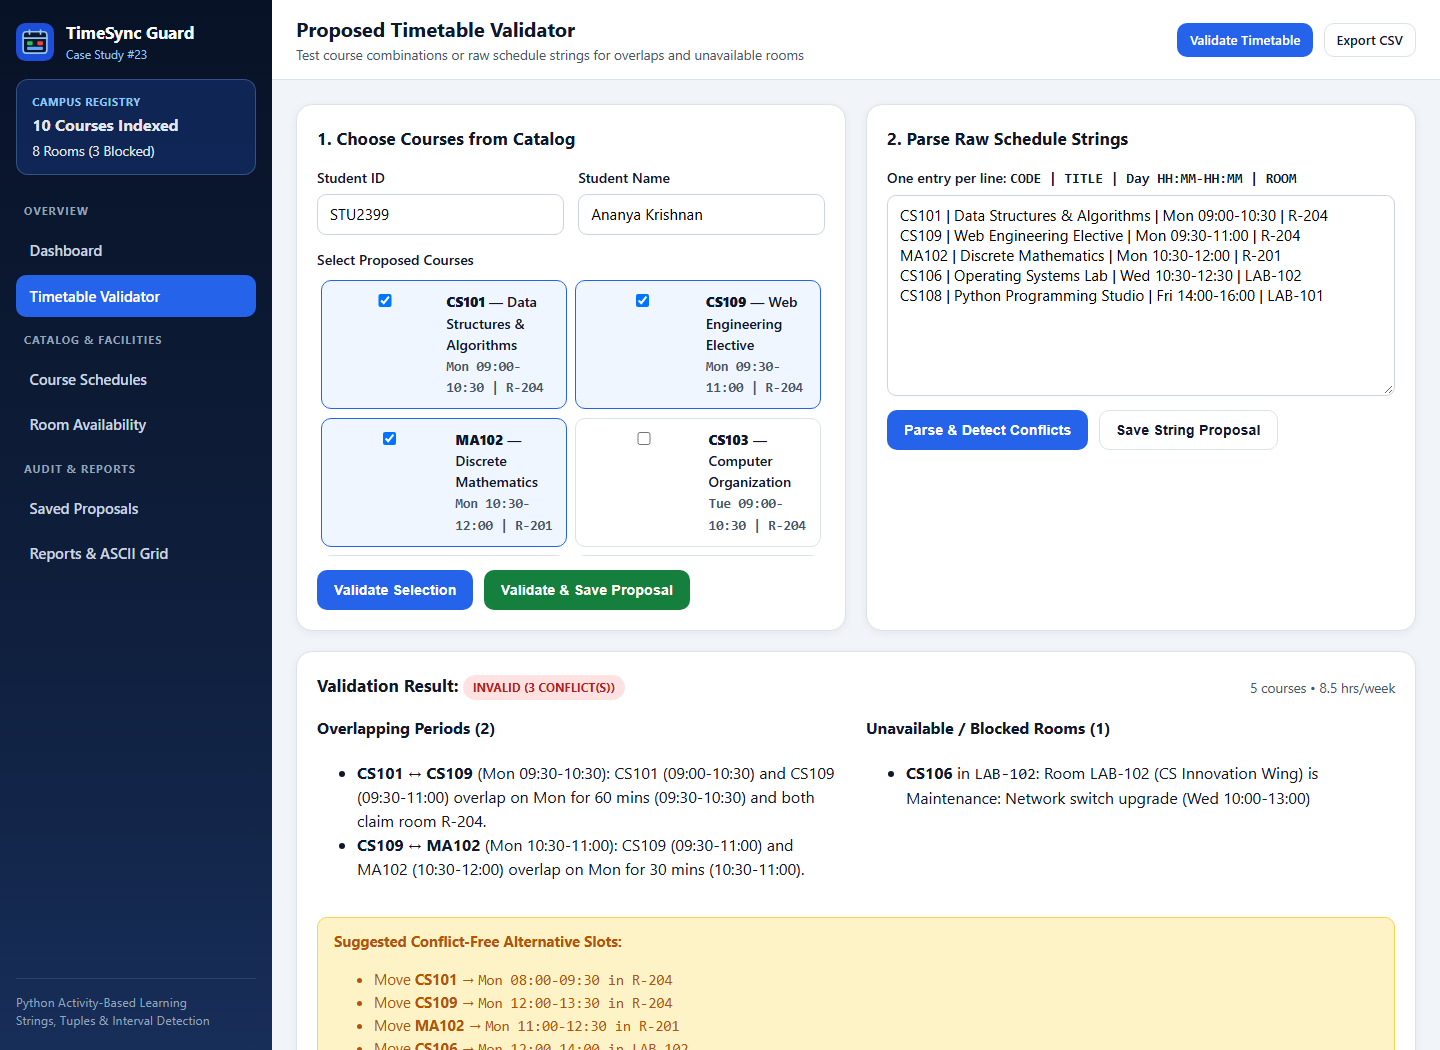 TimeSync Guard
Case Study #23
CAMPUS REGISTRY
10 Courses Indexed
8 Rooms (3 Blocked)
OVERVIEW
Dashboard
Timetable Validator
CATALOG & FACILITIES
Course Schedules
Room Availability
AUDIT & REPORTS
Saved Proposals
Reports & ASCII Grid
Python Activity-Based Learning
Strings, Tuples & Interval Detection
Proposed Timetable Validator
Test course combinations or raw schedule strings for overlaps and unavailable rooms
Validate Timetable
Export CSV
1. Choose Courses from Catalog
Student ID
Student Name
STU2399
Ananya Krishnan
Select Proposed Courses
CS101 — Data
Structures &
Algorithms
Mon 09:00-
10:30 | R-204
CS109 — Web
Engineering
Elective
Mon 09:30-
11:00 | R-204
MA102 —
Discrete
Mathematics
Mon 10:30-
12:00 | R-201
CS103 —
Computer
Organization
Tue 09:00-
10:30 | R-204
Validate Selection
Validate & Save Proposal
2. Parse Raw Schedule Strings
One entry per line: CODE | TITLE | Day HH:MM-HH:MM | ROOM
CS101 | Data Structures & Algorithms | Mon 09:00-10:30 | R-204
CS109 | Web Engineering Elective | Mon 09:30-11:00 | R-204
MA102 | Discrete Mathematics | Mon 10:30-12:00 | R-201
CS106 | Operating Systems Lab | Wed 10:30-12:30 | LAB-102
CS108 | Python Programming Studio | Fri 14:00-16:00 | LAB-101
Parse & Detect Conflicts
Save String Proposal
Validation Result: INVALID (3 CONFLICT(S))
5 courses • 8.5 hrs/week
Overlapping Periods (2)
• CS101 ↔ CS109 (Mon 09:30-10:30): CS101 (09:00-10:30) and CS109
(09:30-11:00) overlap on Mon for 60 mins (09:30-10:30) and both
claim room R-204.
• CS109 ↔ MA102 (Mon 10:30-11:00): CS109 (09:30-11:00) and
MA102 (10:30-12:00) overlap on Mon for 30 mins (10:30-11:00).
Unavailable / Blocked Rooms (1)
• CS106 in LAB-102: Room LAB-102 (CS Innovation Wing) is
Maintenance: Network switch upgrade (Wed 10:00-13:00)
Suggested Conflict-Free Alternative Slots:
• Move CS101 → Mon 08:00-09:30 in R-204
• Move CS109 → Mon 12:00-13:30 in R-204
• Move MA102 → Mon 11:00-12:30 in R-201
• Move CS106 → Mon 12:00-14:00 in LAB-102